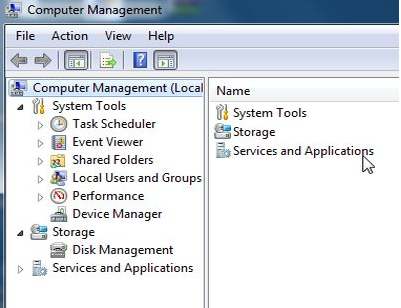 Computer Management
File Action View Help
Computer Management (Local
System Tools
Task Scheduler
Event Viewer
Shared Folders
Local Users and Groups
Performance
Device Manager
Storage
Disk Management
Services and Applications
Name
System Tools
Storage
Services and Applications